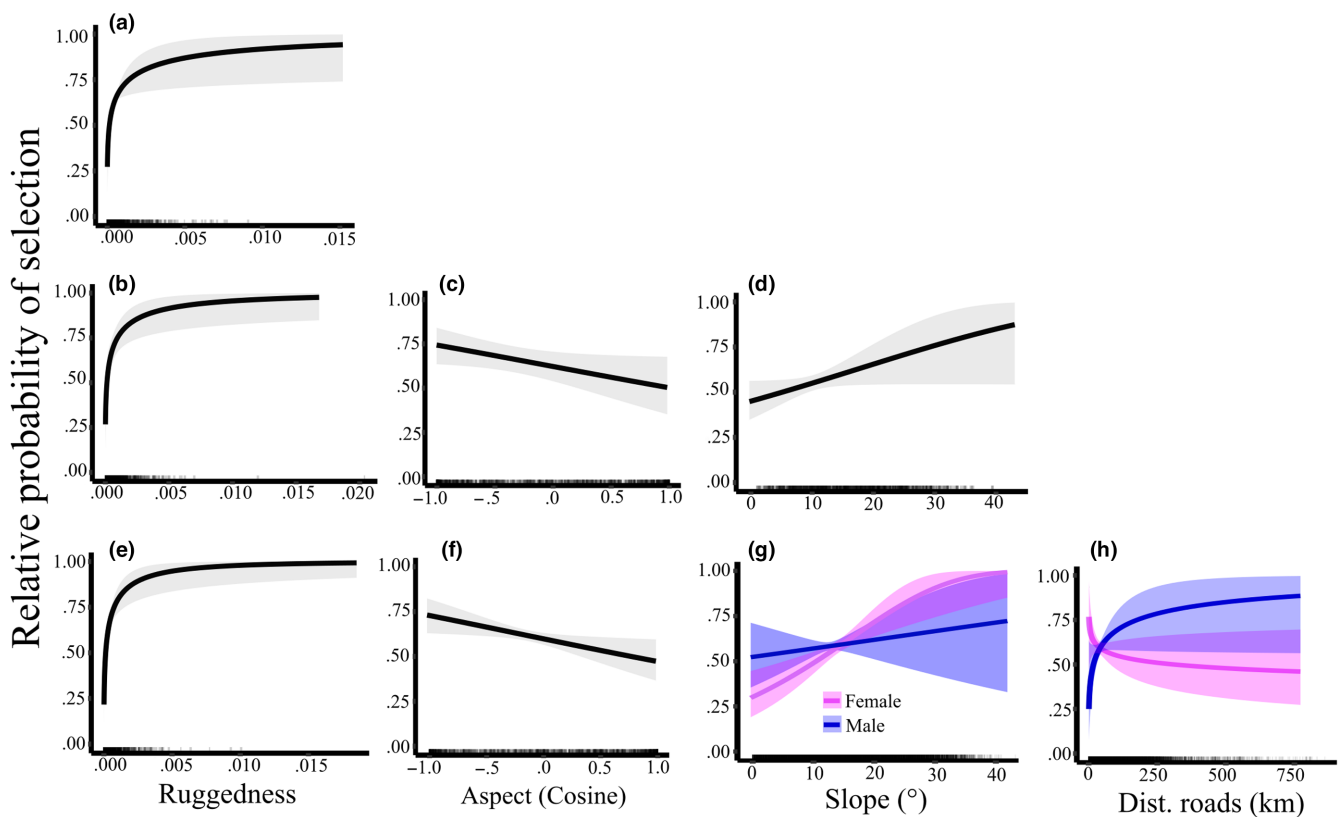 Relative probability of selection
(a)
1.00
.75
.50
.25
.00
.000 .005 .010 .015
(b)
1.00
.75
.50
.25
.00
.000 .005 .010 .015 .020
(c)
1.00
.75
.50
.25
.00
−1.0 −.5 .0 0.5 1.0
(d)
1.00
.75
.50
.25
.00
0 10 20 30 40
(e)
1.00
.75
.50
.25
.00
.000 .005 .010 .015
Ruggedness
(f)
1.00
.75
.50
.25
.00
−1.0 −.5 .0 0.5 1.0
Aspect (Cosine)
(g)
1.00
.75
.50
.25
.00
Female
Male
0 10 20 30 40
Slope (°)
(h)
1.00
.75
.50
.25
.00
0 250 500 750
Dist. roads (km)